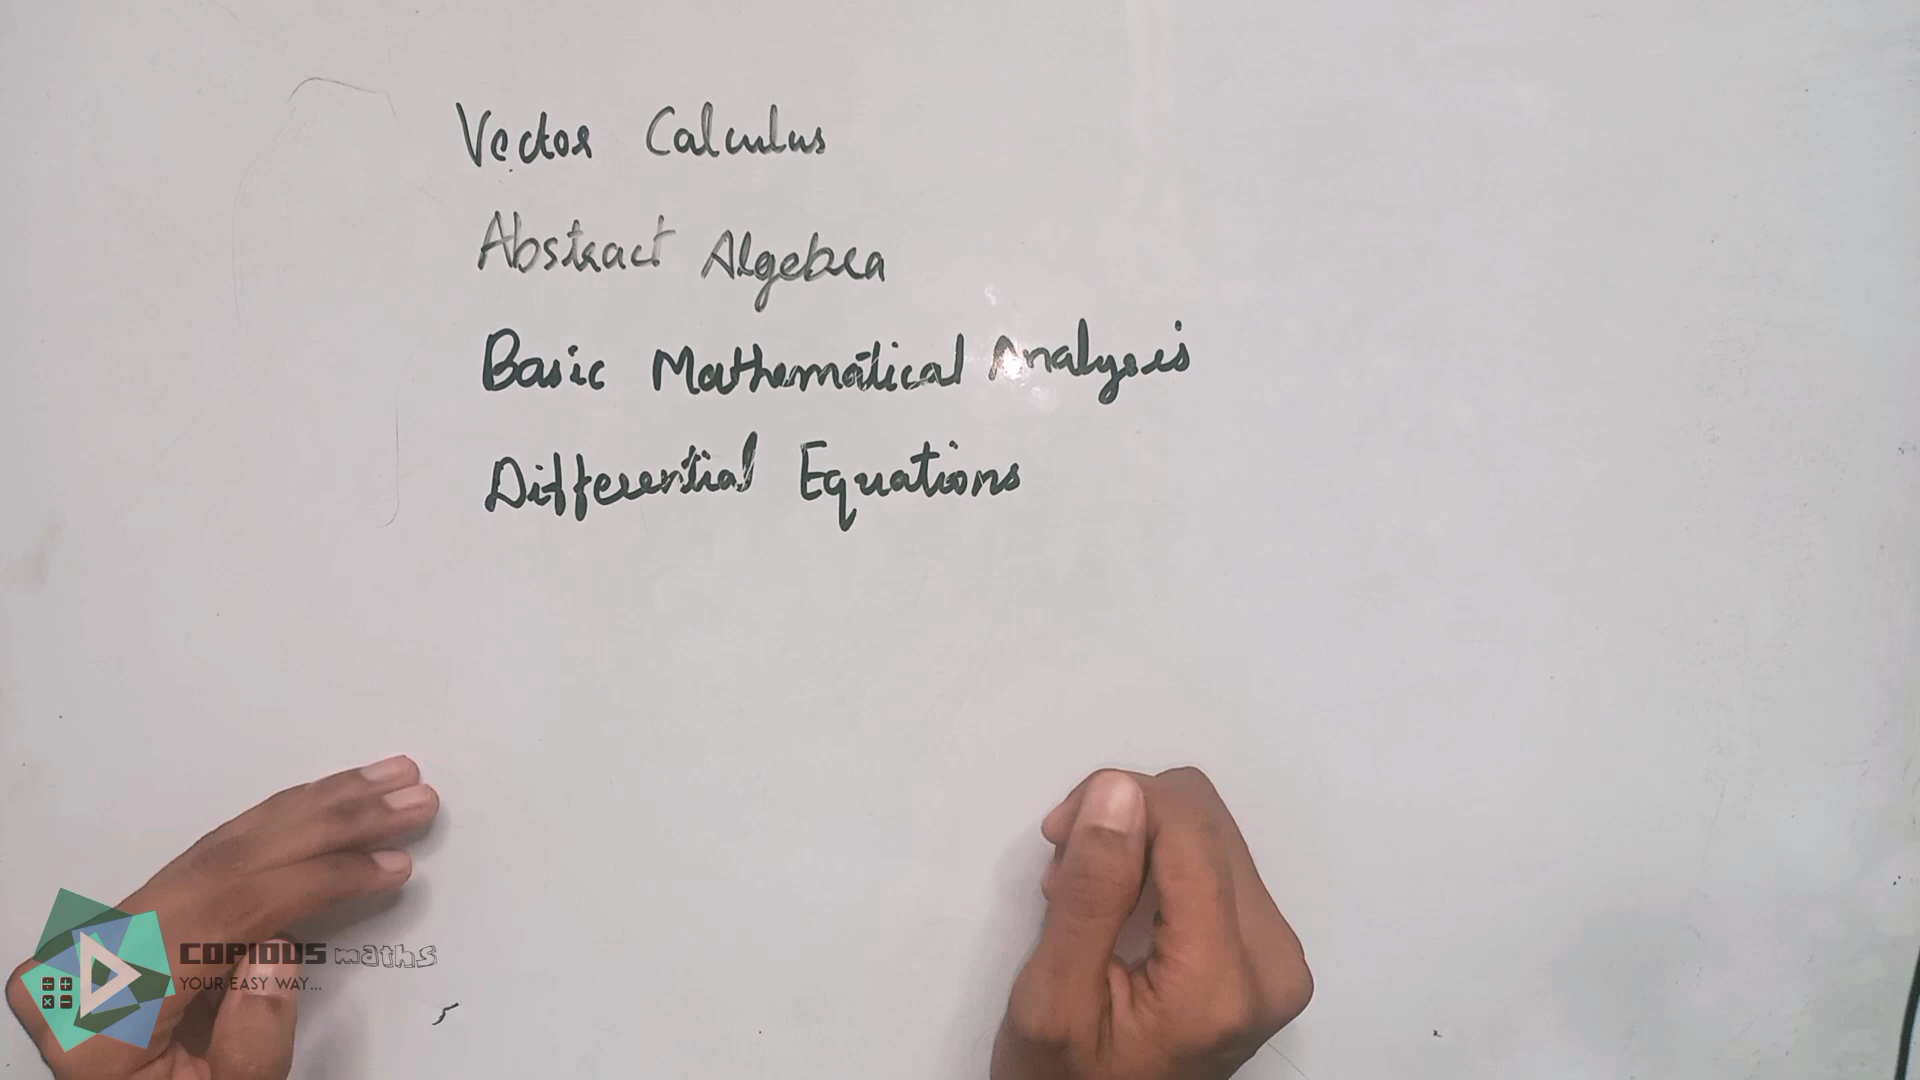 Vector Calculus
Abstract Algebra
Basic Mathematical Analysis
Differential Equations
COPIOUS maths
YOUR EASY WAY...